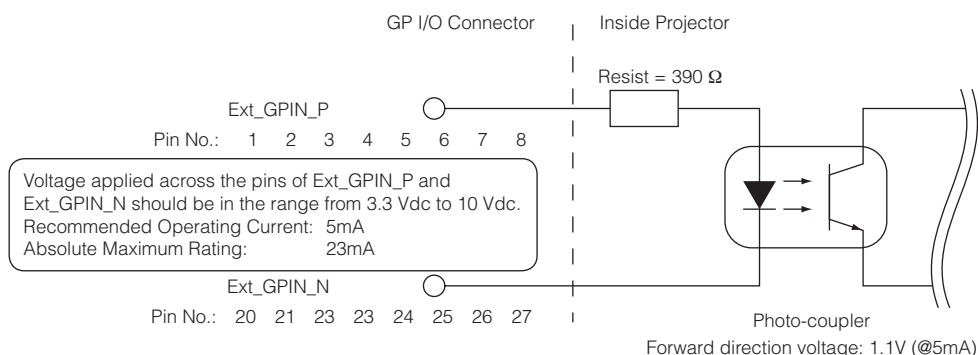 GP I/O Connector
Inside Projector
Resist = 390 Ω
Ext_GPIN_P
Pin No.: 1 2 3 4 5 6 7 8
Voltage applied across the pins of Ext_GPIN_P and
Ext_GPIN_N should be in the range from 3.3 Vdc to 10 Vdc.
Recommended Operating Current: 5mA
Absolute Maximum Rating: 23mA
Ext_GPIN_N
Pin No.: 20 21 23 23 24 25 26 27
Photo-coupler
Forward direction voltage: 1.1V (@5mA)